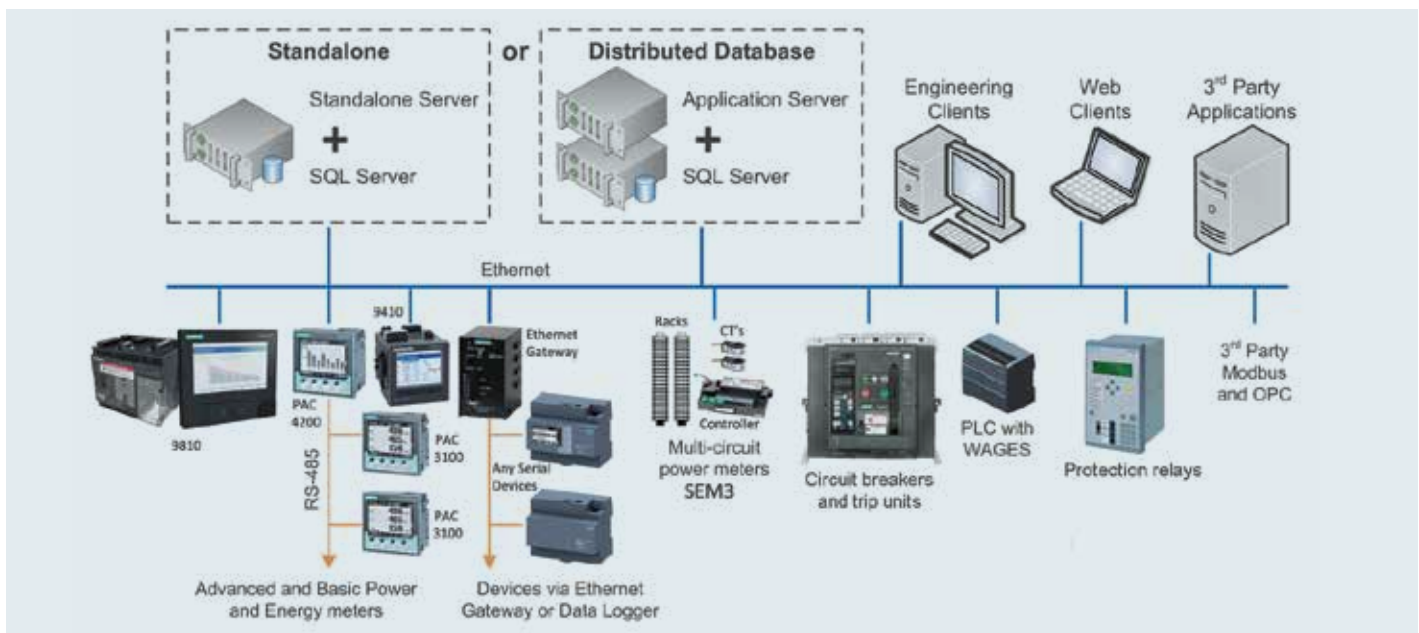 Standalone
or
Distributed Database
Standalone Server
+
SQL Server
Application Server
+
SQL Server
Engineering
Clients
Web
Clients
3rd Party
Applications
Ethernet
9810
PAC
4200
9410
Ethernet
Gateway
RS-485
PAC
3100
PAC
3100
Any Serial
Devices
Racks
CT's
Controller
Multi-circuit
power meters
SEM3
Circuit breakers
and trip units
PLC with
WAGES
Protection relays
3rd Party
Modbus
and OPC
Advanced and Basic Power
and Energy meters
Devices via Ethernet
Gateway or Data Logger